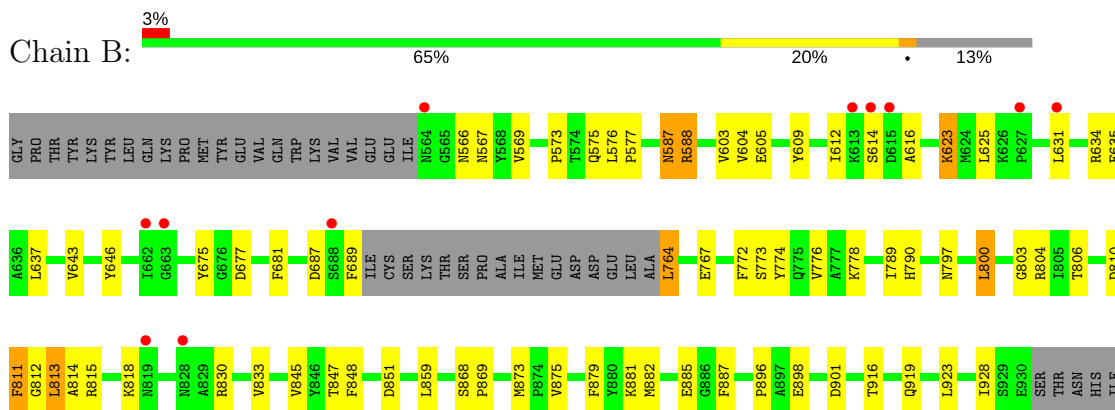 3%
Chain B:
65% 20% • 13%
GLY PRO THR TYR LYS TYR LEU GLN LYS PRO MET TYR GLU VAL GLN TRP LYS VAL VAL GLU GLU ILE N564 G565 N566 N567 Y568 V569 P573 T574 Q575 L576 P577 N587 R588 V603 V604 E605 Y609 I612 K613 S614 D615 A616 K623 M624 L625 K626 P627 L631 R634 E635
A636 L637 V643 Y646 I662 G663 Y675 G676 D677 F681 D687 S688 F689 ILE CYS SER LYS THR SER PRO ALA ILE MET GLU ASP ASP GLU LEU ALA L764 E767 F772 S773 Y774 Q775 V776 A777 K778 I789 H790 N797 L800 G803 R804 I805 T806 D810
F811 G812 L813 A814 R815 K818 N819 N828 A829 R830 V833 V845 Y846 T847 F848 D851 L859 S868 P869 M873 P874 V875 F879 Y880 K881 M882 E885 G886 F887 P896 A897 E898 D901 T916 Q919 L923 I928 S929 E930 SER THR ASN HIS ILE